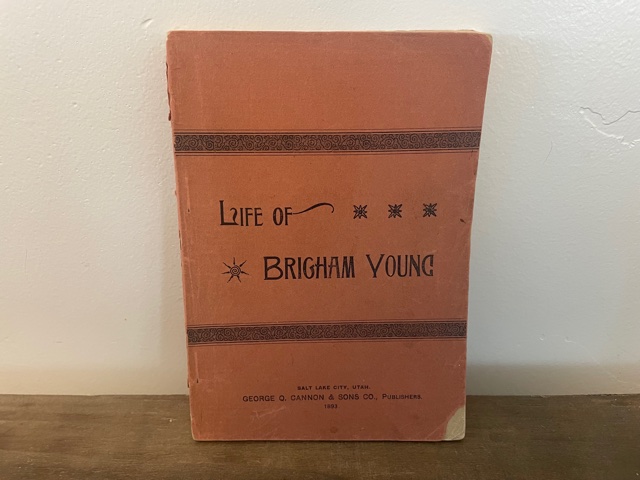 LIFE OF
BRIGHAM YOUNG
SALT LAKE CITY, UTAH.
GEORGE Q. CANNON & SONS CO., PUBLISHERS.
1893